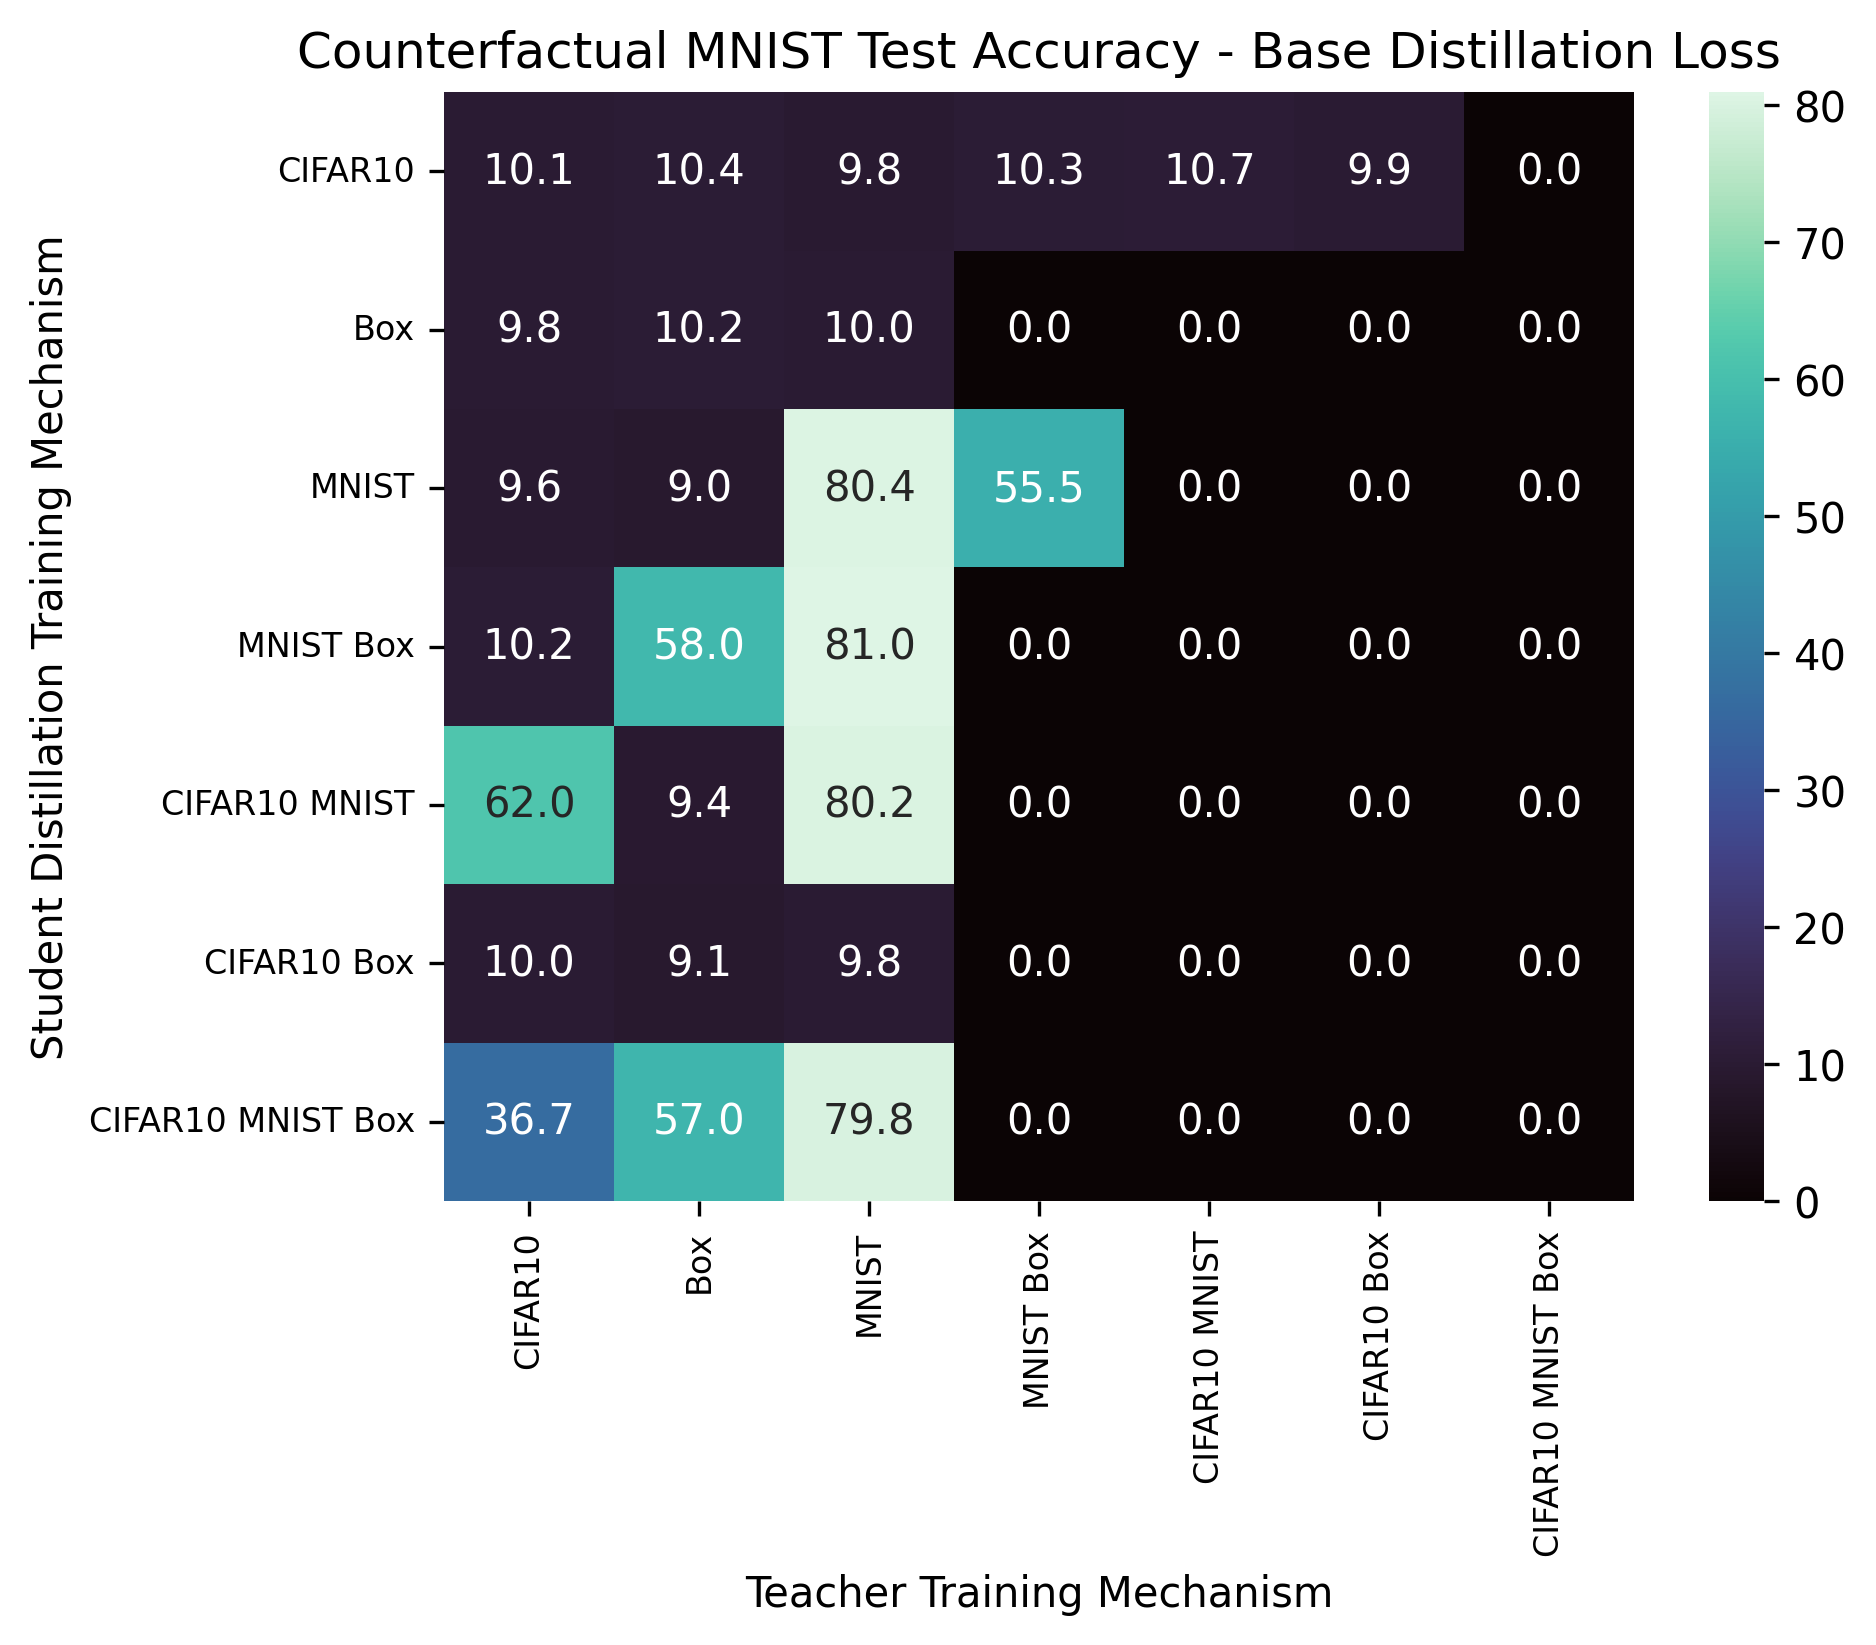 Counterfactual MNIST Test Accuracy - Base Distillation Loss
Student Distillation Training Mechanism
CIFAR10 10.1 10.4 9.8 10.3 10.7 9.9 0.0
Box 9.8 10.2 10.0 0.0 0.0 0.0 0.0
MNIST 9.6 9.0 80.4 55.5 0.0 0.0 0.0
MNIST Box 10.2 58.0 81.0 0.0 0.0 0.0 0.0
CIFAR10 MNIST 62.0 9.4 80.2 0.0 0.0 0.0 0.0
CIFAR10 Box 10.0 9.1 9.8 0.0 0.0 0.0 0.0
CIFAR10 MNIST Box 36.7 57.0 79.8 0.0 0.0 0.0 0.0
CIFAR10
Box
MNIST
MNIST Box
CIFAR10 MNIST
CIFAR10 Box
CIFAR10 MNIST Box
Teacher Training Mechanism
80
70
60
50
40
30
20
10
0